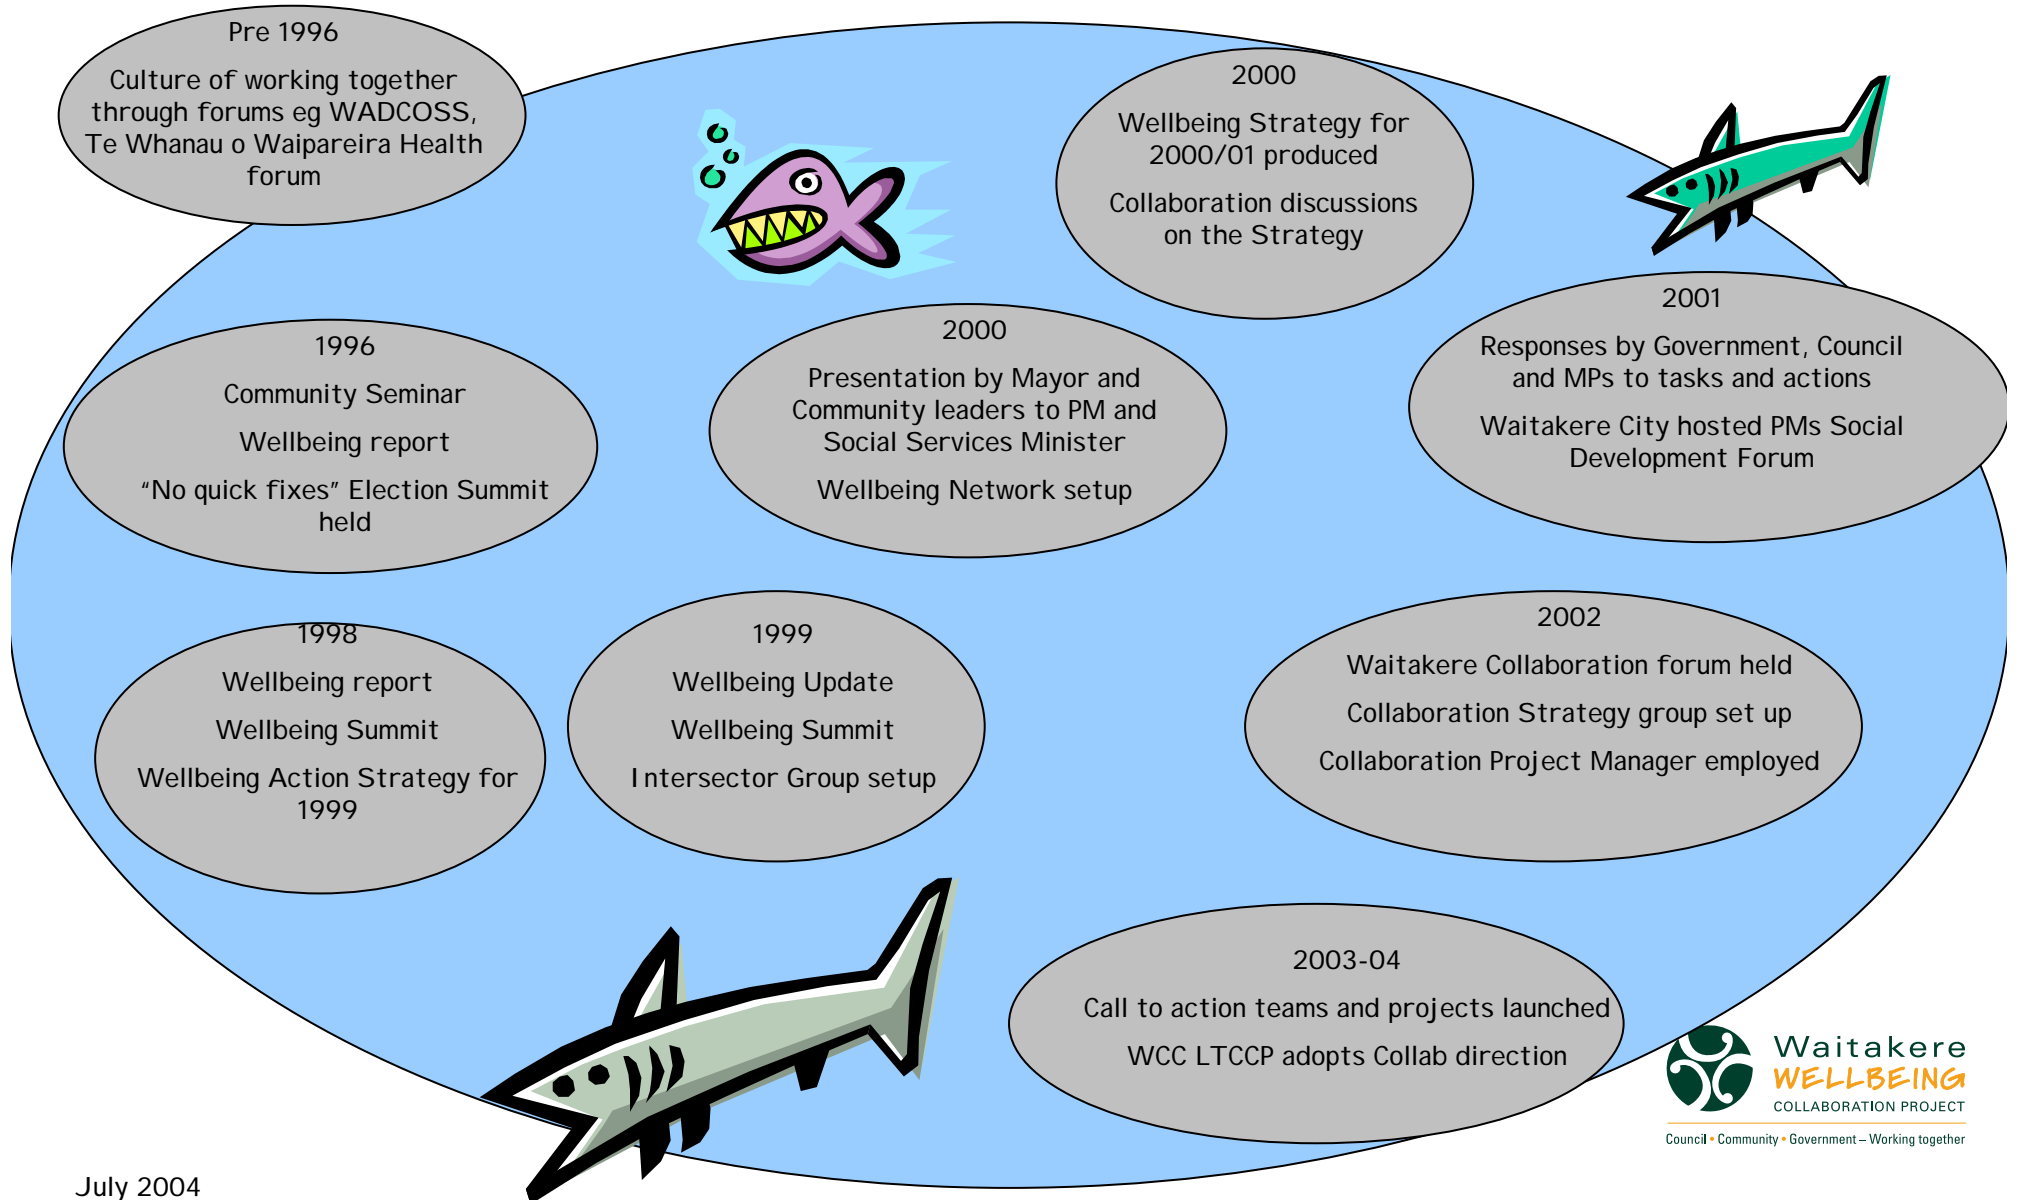 Pre 1996
Culture of working together
through forums eg WADCOSS,
Te Whanau o Waipareira Health
forum
1996
Community Seminar
Wellbeing report
“No quick fixes” Election Summit
held
1998
Wellbeing report
Wellbeing Summit
Wellbeing Action Strategy for
1999
1999
Wellbeing Update
Wellbeing Summit
Intersector Group setup
2000
Presentation by Mayor and
Community leaders to PM and
Social Services Minister
Wellbeing Network setup
2000
Wellbeing Strategy for
2000/01 produced
Collaboration discussions
on the Strategy
2001
Responses by Government, Council
and MPs to tasks and actions
Waitakere City hosted PMs Social
Development Forum
2002
Waitakere Collaboration forum held
Collaboration Strategy group set up
Collaboration Project Manager employed
2003-04
Call to action teams and projects launched
WCC LTCCP adopts Collab direction
Waitakere
WELLBEING
COLLABORATION PROJECT
Council • Community • Government – Working together
July 2004